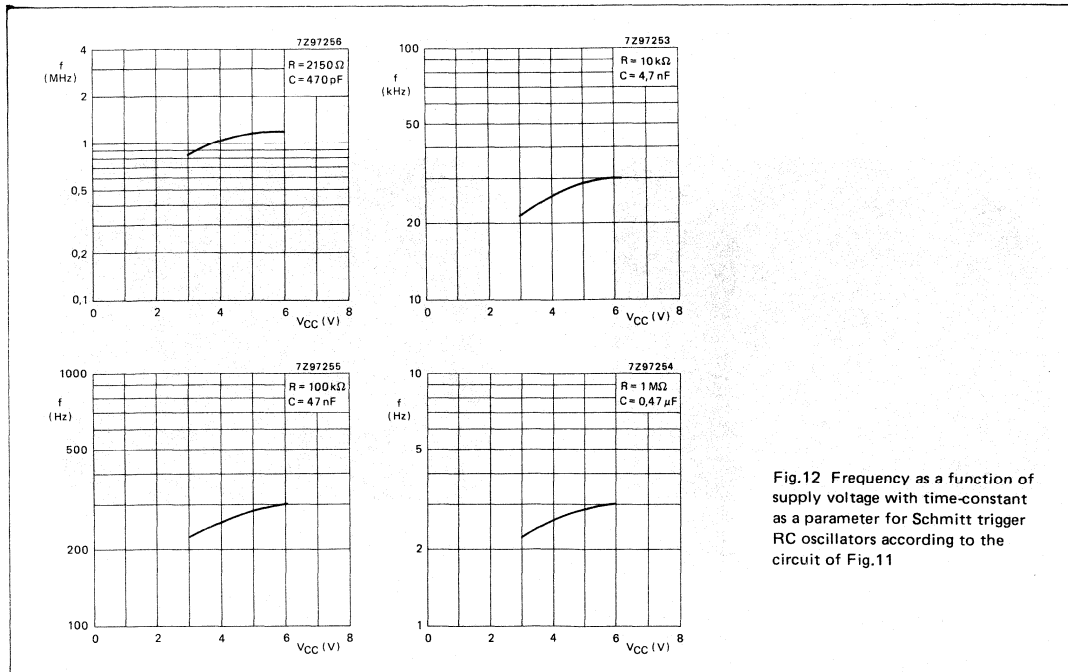 7Z97256
4
f
(MHz)
R = 2150 Ω
C = 470 pF
2
1
0,5
0,2
0,1
0 2 4 6 8
VCC (V)
7Z97253
100
f
(kHz)
R = 10 kΩ
C = 4,7 nF
50
20
10
0 2 4 6 8
VCC (V)
7Z97255
1000
f
(Hz)
R = 100 kΩ
C = 47 nF
500
200
100
0 2 4 6 8
VCC (V)
7Z97254
10
f
(Hz)
R = 1 MΩ
C = 0,47 μF
5
2
1
0 2 4 6 8
VCC (V)
Fig.12 Frequency as a function of
supply voltage with time-constant
as a parameter for Schmitt trigger
RC oscillators according to the
circuit of Fig.11